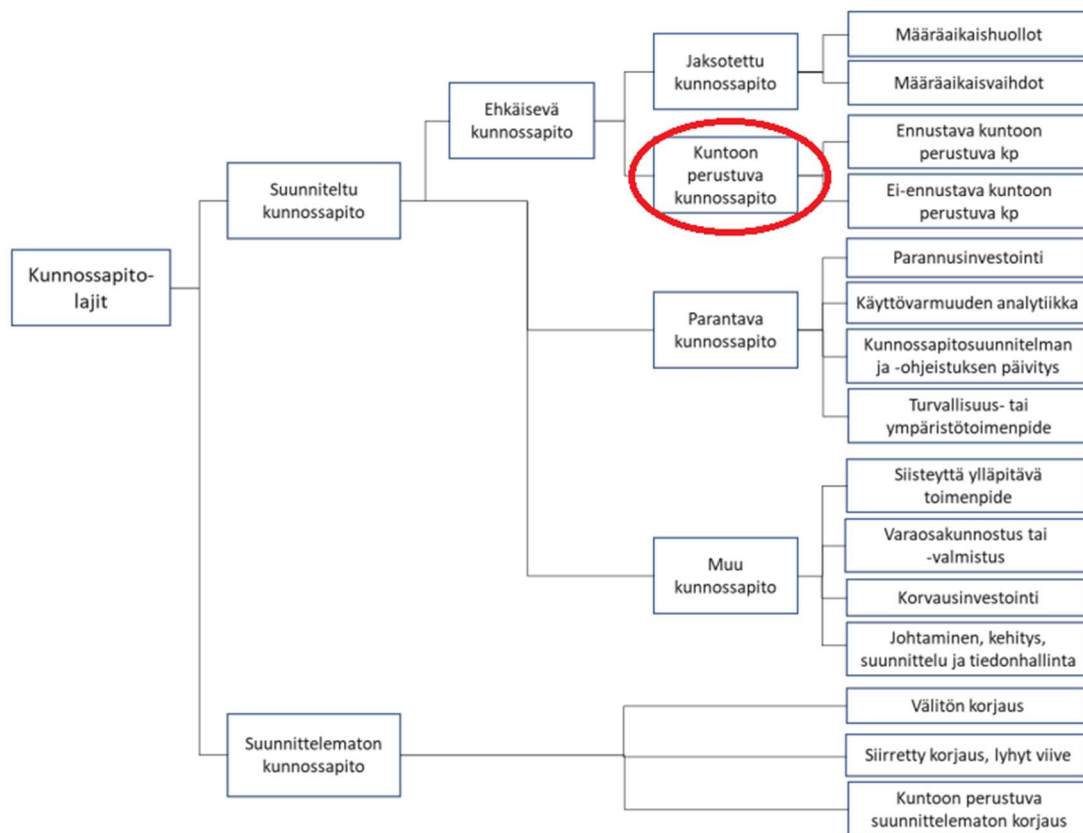 Kunnossapito-
lajit
Suunniteltu
kunnossapito
Ehkäisevä
kunnossapito
Jaksotettu
kunnossapito
Määräaikaishuollot
Määräaikaisvaihdot
Kuntoon
perustuva
kunnossapito
Ennustava kuntoon
perustuva kp
Ei-ennustava kuntoon
perustuva kp
Parantava
kunnossapito
Parannusinvestointi
Käyttövarmuuden analytiikka
Kunnossapitosuunnitelman
ja -ohjeistuksen päivitys
Turvallisuus- tai
ympäristötoimenpide
Muu
kunnossapito
Siisteyttä ylläpitävä
toimenpide
Varaosakunnostus tai
-valmistus
Korvausinvestointi
Johtaminen, kehitys,
suunnittelu ja tiedonhallinta
Suunnittelematon
kunnossapito
Välitön korjaus
Siirretty korjaus, lyhyt viive
Kuntoon perustuva
suunnittelematon korjaus